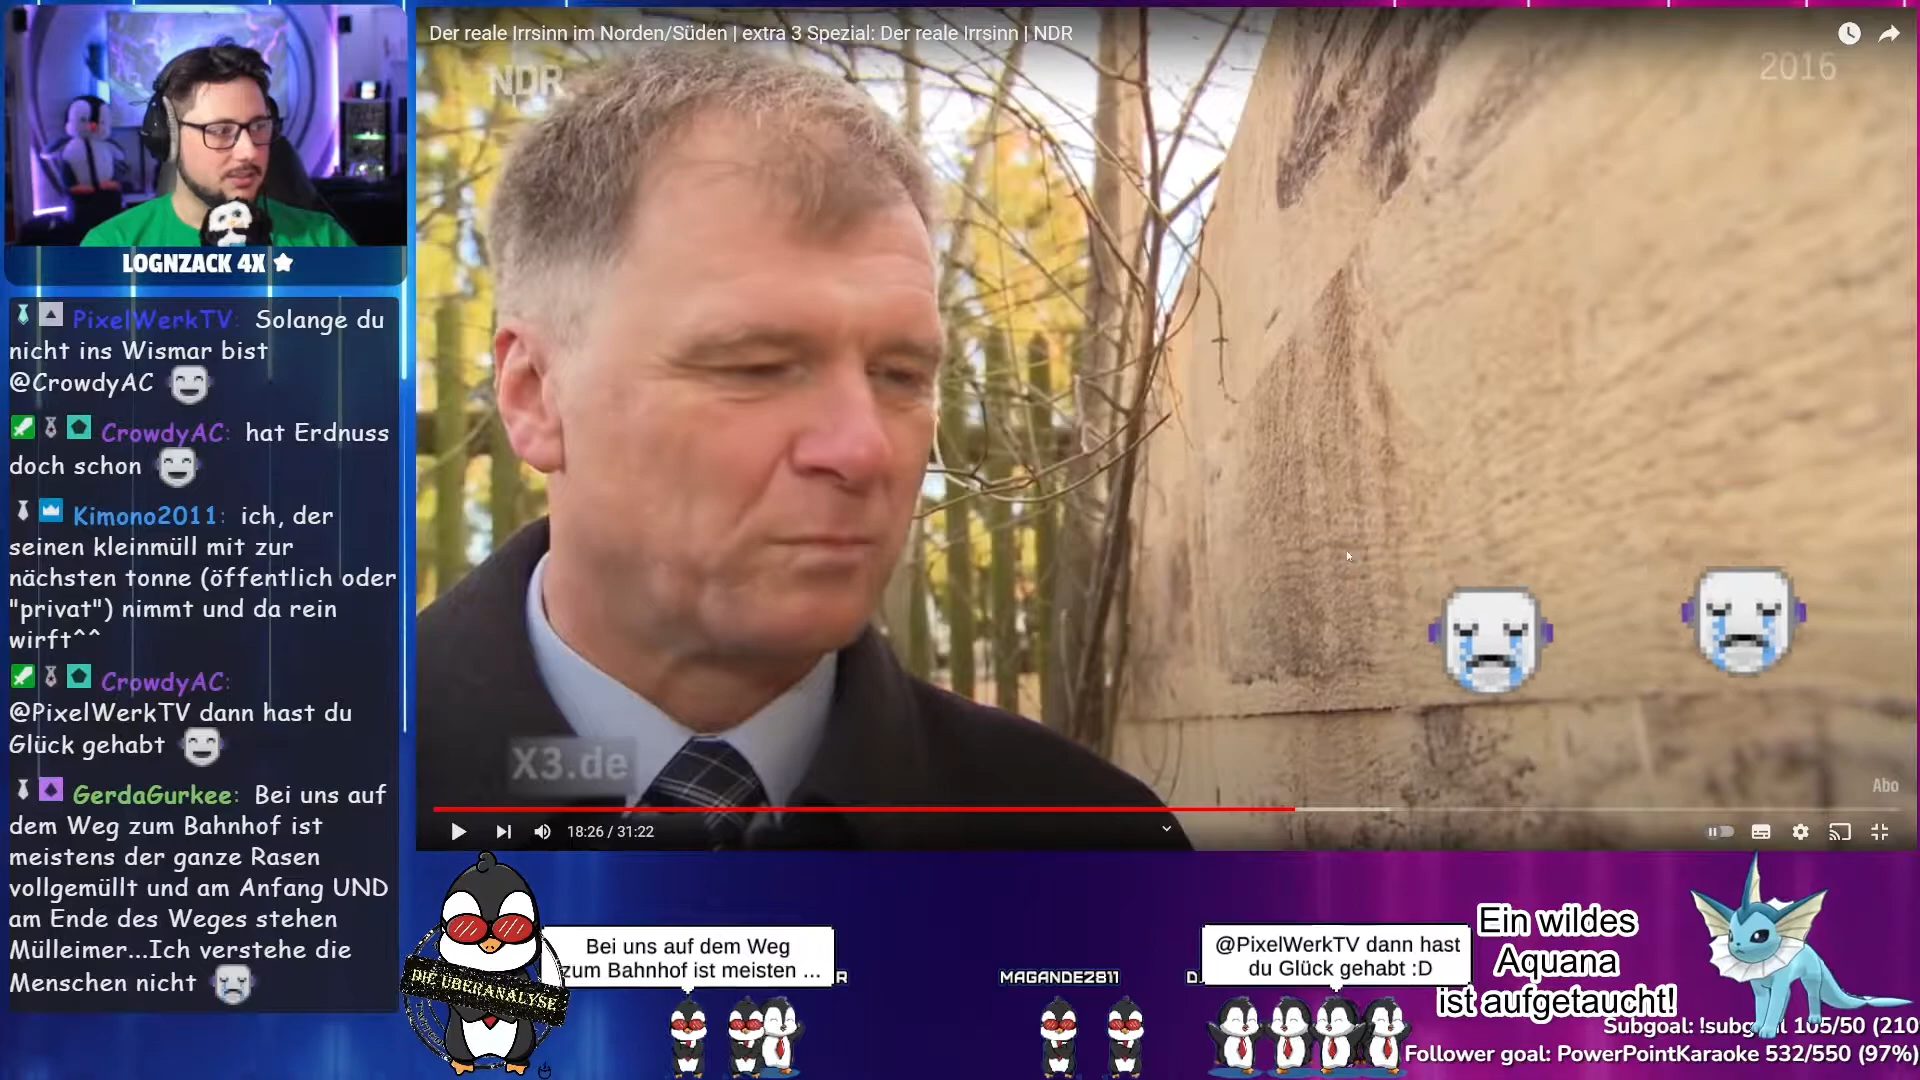 Der reale Irrsinn im Norden/Süden | extra 3 Spezial: Der reale Irrsinn | NDR
NDR
2016
LOGNZACK 4X
PixelWerkTV: Solange du
nicht ins Wismar bist
@CrowdyAC
CrowdyAC: hat Erdnuss
doch schon
Kimono2011: ich, der
seinen kleinmüll mit zur
nächsten tonne (öffentlich oder
"privat") nimmt und da rein
wirft^^
CrowdyAC:
@PixelWerkTV dann hast du
Glück gehabt
GerdaGurkee: Bei uns auf
dem Weg zum Bahnhof ist
meistens der ganze Rasen
vollgemüllt und am Anfang UND
am Ende des Weges stehen
Mülleimer...Ich verstehe die
Menschen nicht
X3.de
Abo
18:26 / 31:22
DIE ÜBERANALYSE
Bei uns auf dem Weg
zum Bahnhof ist meisten ...
MAGANDE2811
@PixelWerkTV dann hast
du Glück gehabt :D
Ein wildes
Aquana
ist aufgetaucht!
Subgoal: 105/50 (210
Follower goal: PowerPointKaraoke 532/550 (97%)